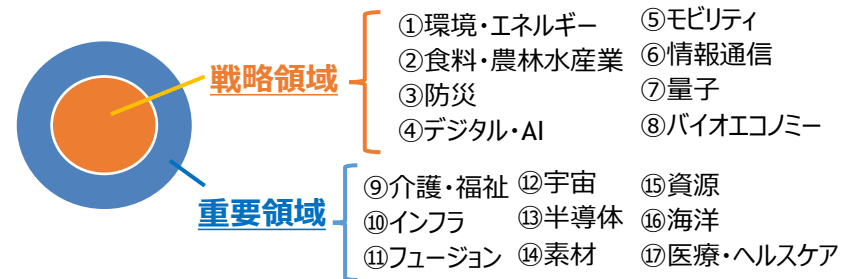 戦略領域
①環境・エネルギー
②食料・農林水産業
③防災
④デジタル・AI
⑤モビリティ
⑥情報通信
⑦量子
⑧バイオエコノミー
重要領域
⑨介護・福祉
⑩インフラ
⑪フュージョン
⑫宇宙
⑬半導体
⑭素材
⑮資源
⑯海洋
⑰医療・ヘルスケア